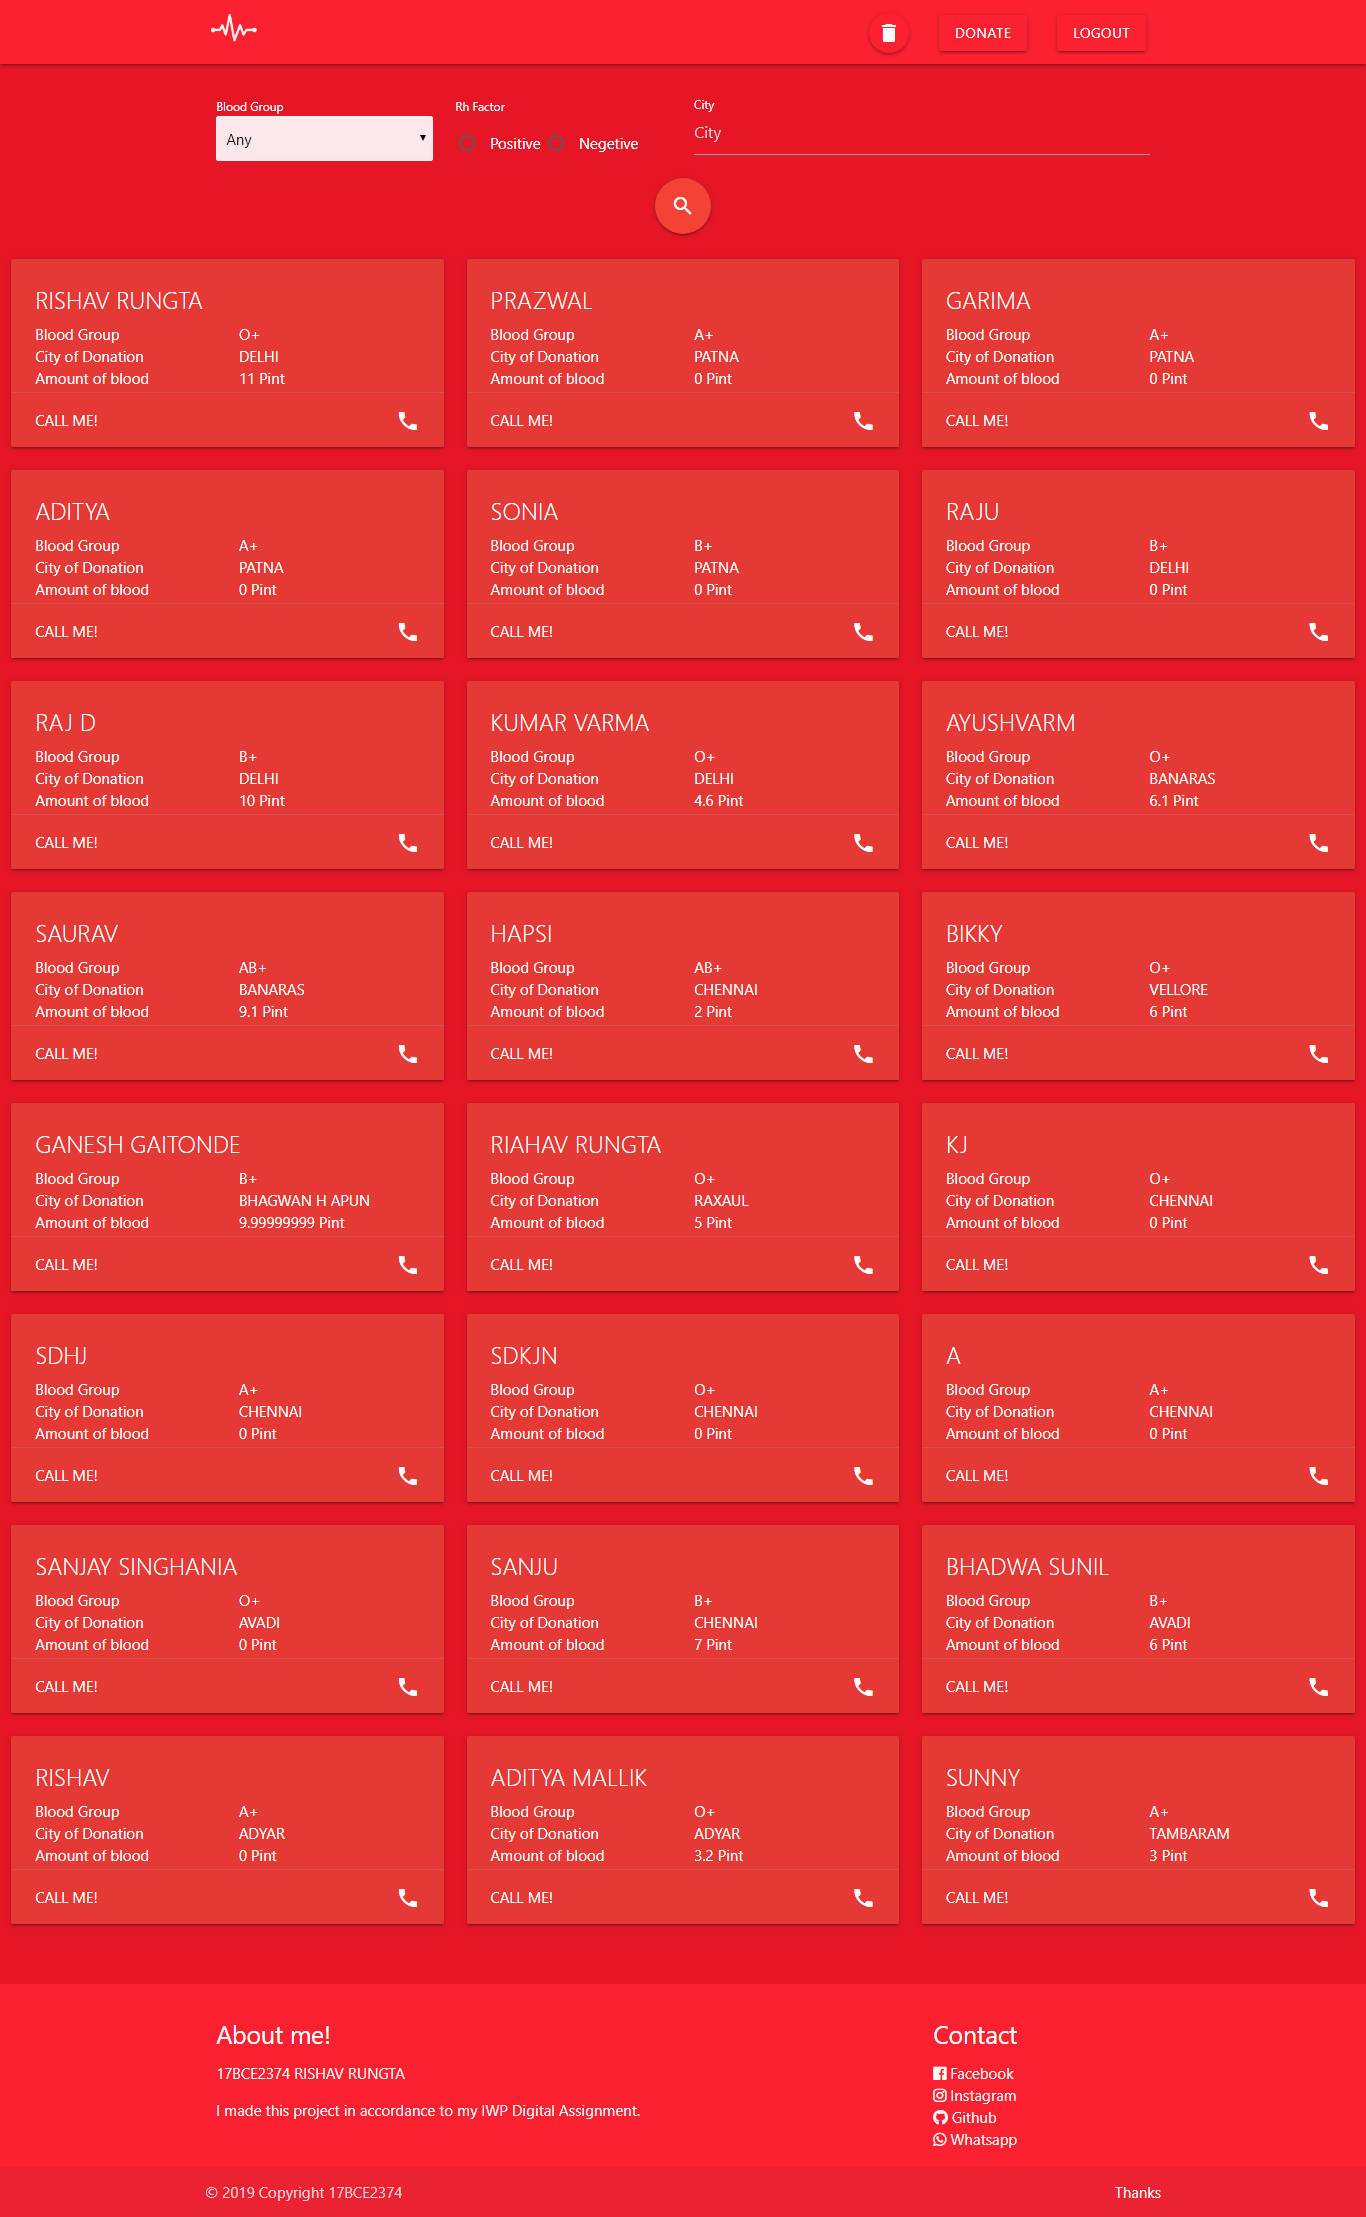 DONATE LOGOUT
Blood Group Rh Factor City
Any Positive Negetive City
RISHAV RUNGTA
Blood Group O+
City of Donation DELHI
Amount of blood 11 Pint
CALL ME!
PRAZWAL
Blood Group A+
City of Donation PATNA
Amount of blood 0 Pint
CALL ME!
GARIMA
Blood Group A+
City of Donation PATNA
Amount of blood 0 Pint
CALL ME!
ADITYA
Blood Group A+
City of Donation PATNA
Amount of blood 0 Pint
CALL ME!
SONIA
Blood Group B+
City of Donation PATNA
Amount of blood 0 Pint
CALL ME!
RAJU
Blood Group B+
City of Donation DELHI
Amount of blood 0 Pint
CALL ME!
RAJ D
Blood Group B+
City of Donation DELHI
Amount of blood 10 Pint
CALL ME!
KUMAR VARMA
Blood Group O+
City of Donation DELHI
Amount of blood 4.6 Pint
CALL ME!
AYUSHVARM
Blood Group O+
City of Donation BANARAS
Amount of blood 6.1 Pint
CALL ME!
SAURAV
Blood Group AB+
City of Donation BANARAS
Amount of blood 9.1 Pint
CALL ME!
HAPSI
Blood Group AB+
City of Donation CHENNAI
Amount of blood 2 Pint
CALL ME!
BIKKY
Blood Group O+
City of Donation VELLORE
Amount of blood 6 Pint
CALL ME!
GANESH GAITONDE
Blood Group B+
City of Donation BHAGWAN H APUN
Amount of blood 9.99999999 Pint
CALL ME!
RIAHAV RUNGTA
Blood Group O+
City of Donation RAXAUL
Amount of blood 5 Pint
CALL ME!
KJ
Blood Group O+
City of Donation CHENNAI
Amount of blood 0 Pint
CALL ME!
SDHJ
Blood Group A+
City of Donation CHENNAI
Amount of blood 0 Pint
CALL ME!
SDKJN
Blood Group O+
City of Donation CHENNAI
Amount of blood 0 Pint
CALL ME!
A
Blood Group A+
City of Donation CHENNAI
Amount of blood 0 Pint
CALL ME!
SANJAY SINGHANIA
Blood Group O+
City of Donation AVADI
Amount of blood 0 Pint
CALL ME!
SANJU
Blood Group B+
City of Donation CHENNAI
Amount of blood 7 Pint
CALL ME!
BHADWA SUNIL
Blood Group B+
City of Donation AVADI
Amount of blood 6 Pint
CALL ME!
RISHAV
Blood Group A+
City of Donation ADYAR
Amount of blood 0 Pint
CALL ME!
ADITYA MALLIK
Blood Group O+
City of Donation ADYAR
Amount of blood 3.2 Pint
CALL ME!
SUNNY
Blood Group A+
City of Donation TAMBARAM
Amount of blood 3 Pint
CALL ME!
About me!
17BCE2374 RISHAV RUNGTA
I made this project in accordance to my IWP Digital Assignment.
Contact
Facebook
Instagram
Github
Whatsapp
© 2019 Copyright 17BCE2374 Thanks